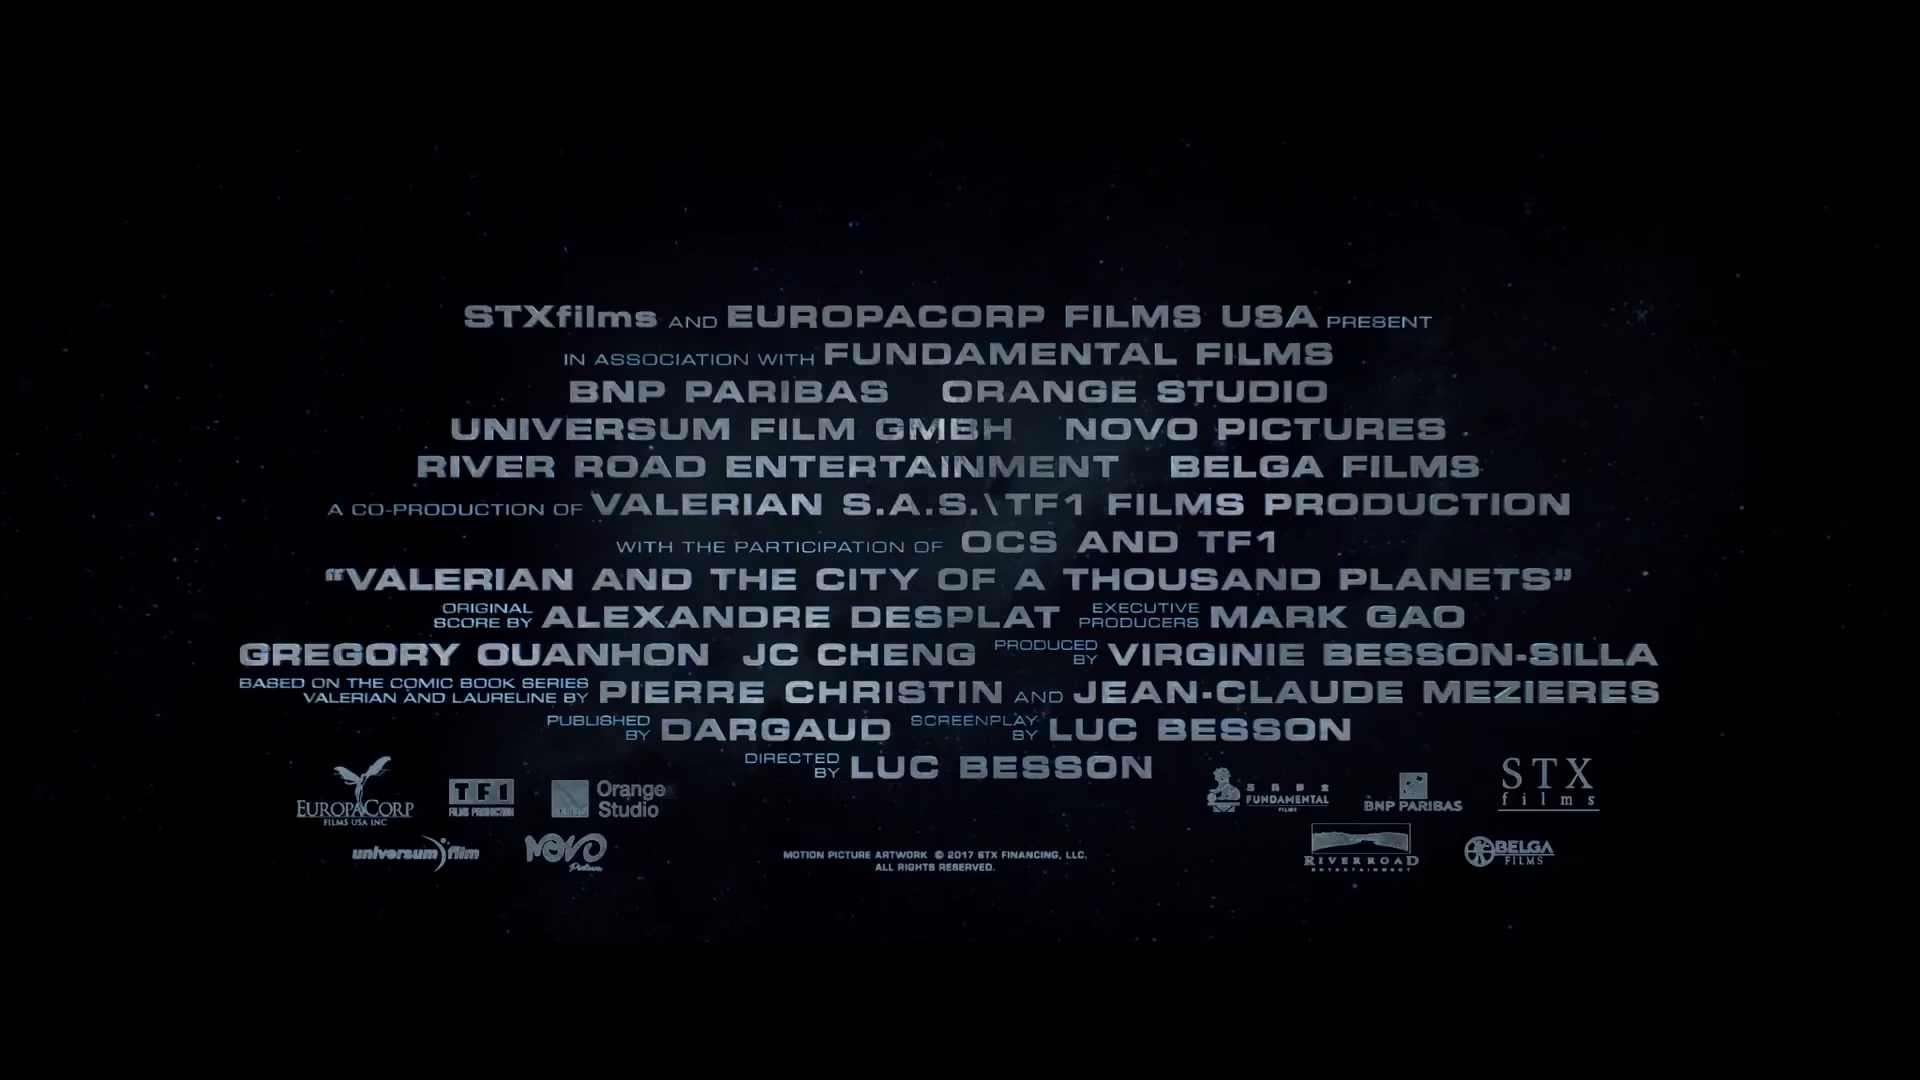 STXfilms AND EUROPACORP FILMS USA PRESENT
IN ASSOCIATION WITH FUNDAMENTAL FILMS
BNP PARIBAS ORANGE STUDIO
UNIVERSUM FILM GMBH NOVO PICTURES
RIVER ROAD ENTERTAINMENT BELGA FILMS
A CO-PRODUCTION OF VALERIAN S.A.S.\TF1 FILMS PRODUCTION
WITH THE PARTICIPATION OF OCS AND TF1
“VALERIAN AND THE CITY OF A THOUSAND PLANETS”
ORIGINAL SCORE BY ALEXANDRE DESPLAT EXECUTIVE PRODUCERS MARK GAO
GREGORY OUANHON JC CHENG PRODUCED BY VIRGINIE BESSON-SILLA
BASED ON THE COMIC BOOK SERIES VALERIAN AND LAURELINE BY PIERRE CHRISTIN AND JEAN-CLAUDE MEZIERES
PUBLISHED BY DARGAUD SCREENPLAY BY LUC BESSON
DIRECTED BY LUC BESSON
EUROPACORP
FILMS USA INC
TF1
FILMS PRODUCTION
Orange
Studio
FUNDAMENTAL
FILMS
BNP PARIBAS
STX
films
universum film
NOVO
Pictures
MOTION PICTURE ARTWORK © 2017 STX FINANCING, LLC.
ALL RIGHTS RESERVED.
RIVERROAD
ENTERTAINMENT
BELGA
FILMS